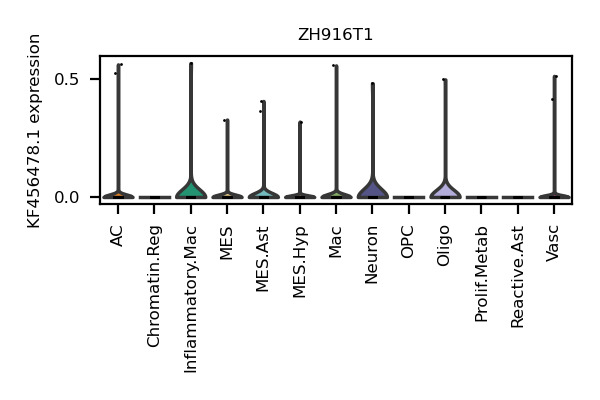 ZH916T1
KF456478.1 expression
0.5
0.0
AC
Chromatin.Reg
Inflammatory.Mac
MES
MES.Ast
MES.Hyp
Mac
Neuron
OPC
Oligo
Prolif.Metab
Reactive.Ast
Vasc